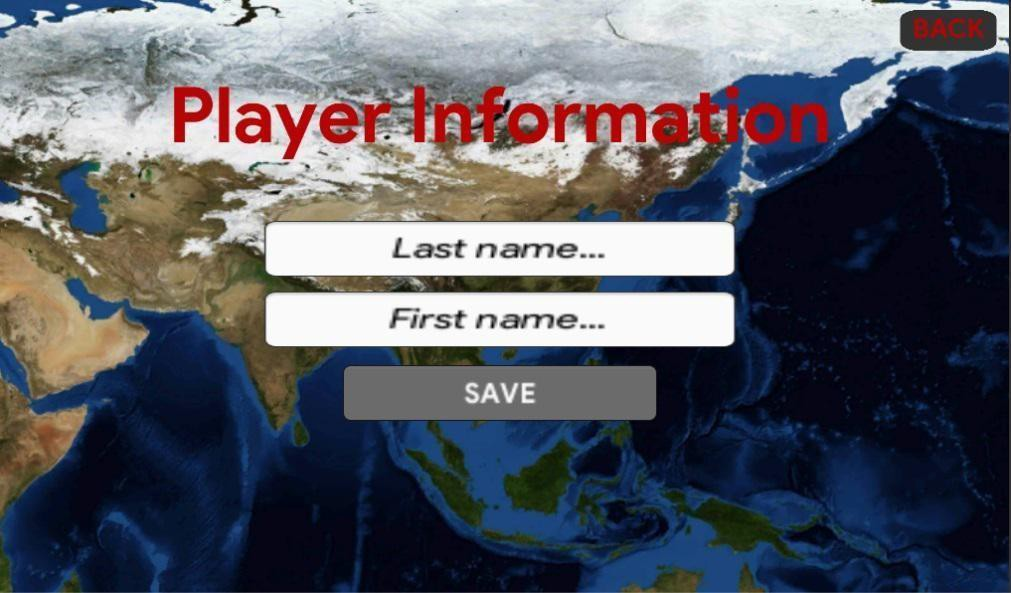 BACK
Player Information
Last name...
First name...
SAVE